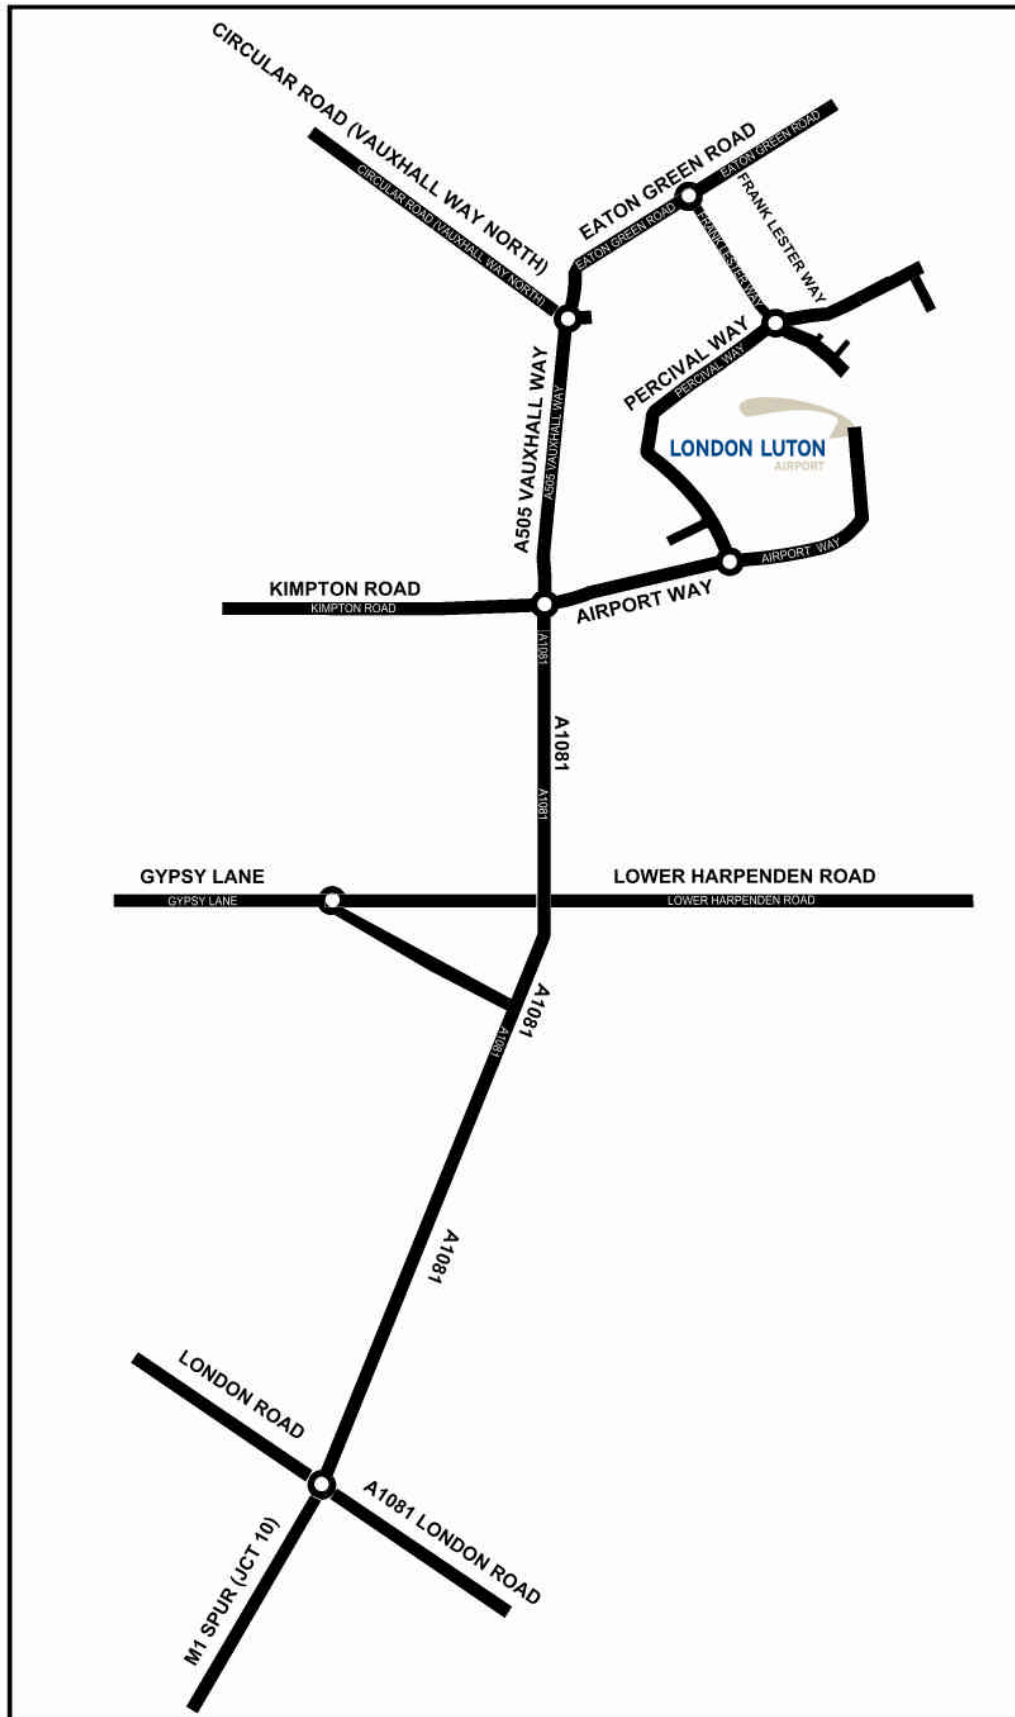 CIRCULAR ROAD (VAUXHALL WAY NORTH)
CIRCULAR ROAD (VAUXHALL WAY NORTH)
EATON GREEN ROAD
EATON GREEN ROAD
EATON GREEN ROAD
FRANK LESTER WAY
FRANK LESTER WAY
PERCIVAL WAY
PERCIVAL WAY
A505 VAUXHALL WAY
A505 VAUXHALL WAY
LONDON LUTON
AIRPORT
AIRPORT WAY
AIRPORT WAY
KIMPTON ROAD
KIMPTON ROAD
A1081
A1081
A1081
GYPSY LANE
GYPSY LANE
LOWER HARPENDEN ROAD
LOWER HARPENDEN ROAD
A1081
A1081
A1081
LONDON ROAD
A1081 LONDON ROAD
M1 SPUR (JCT 10)